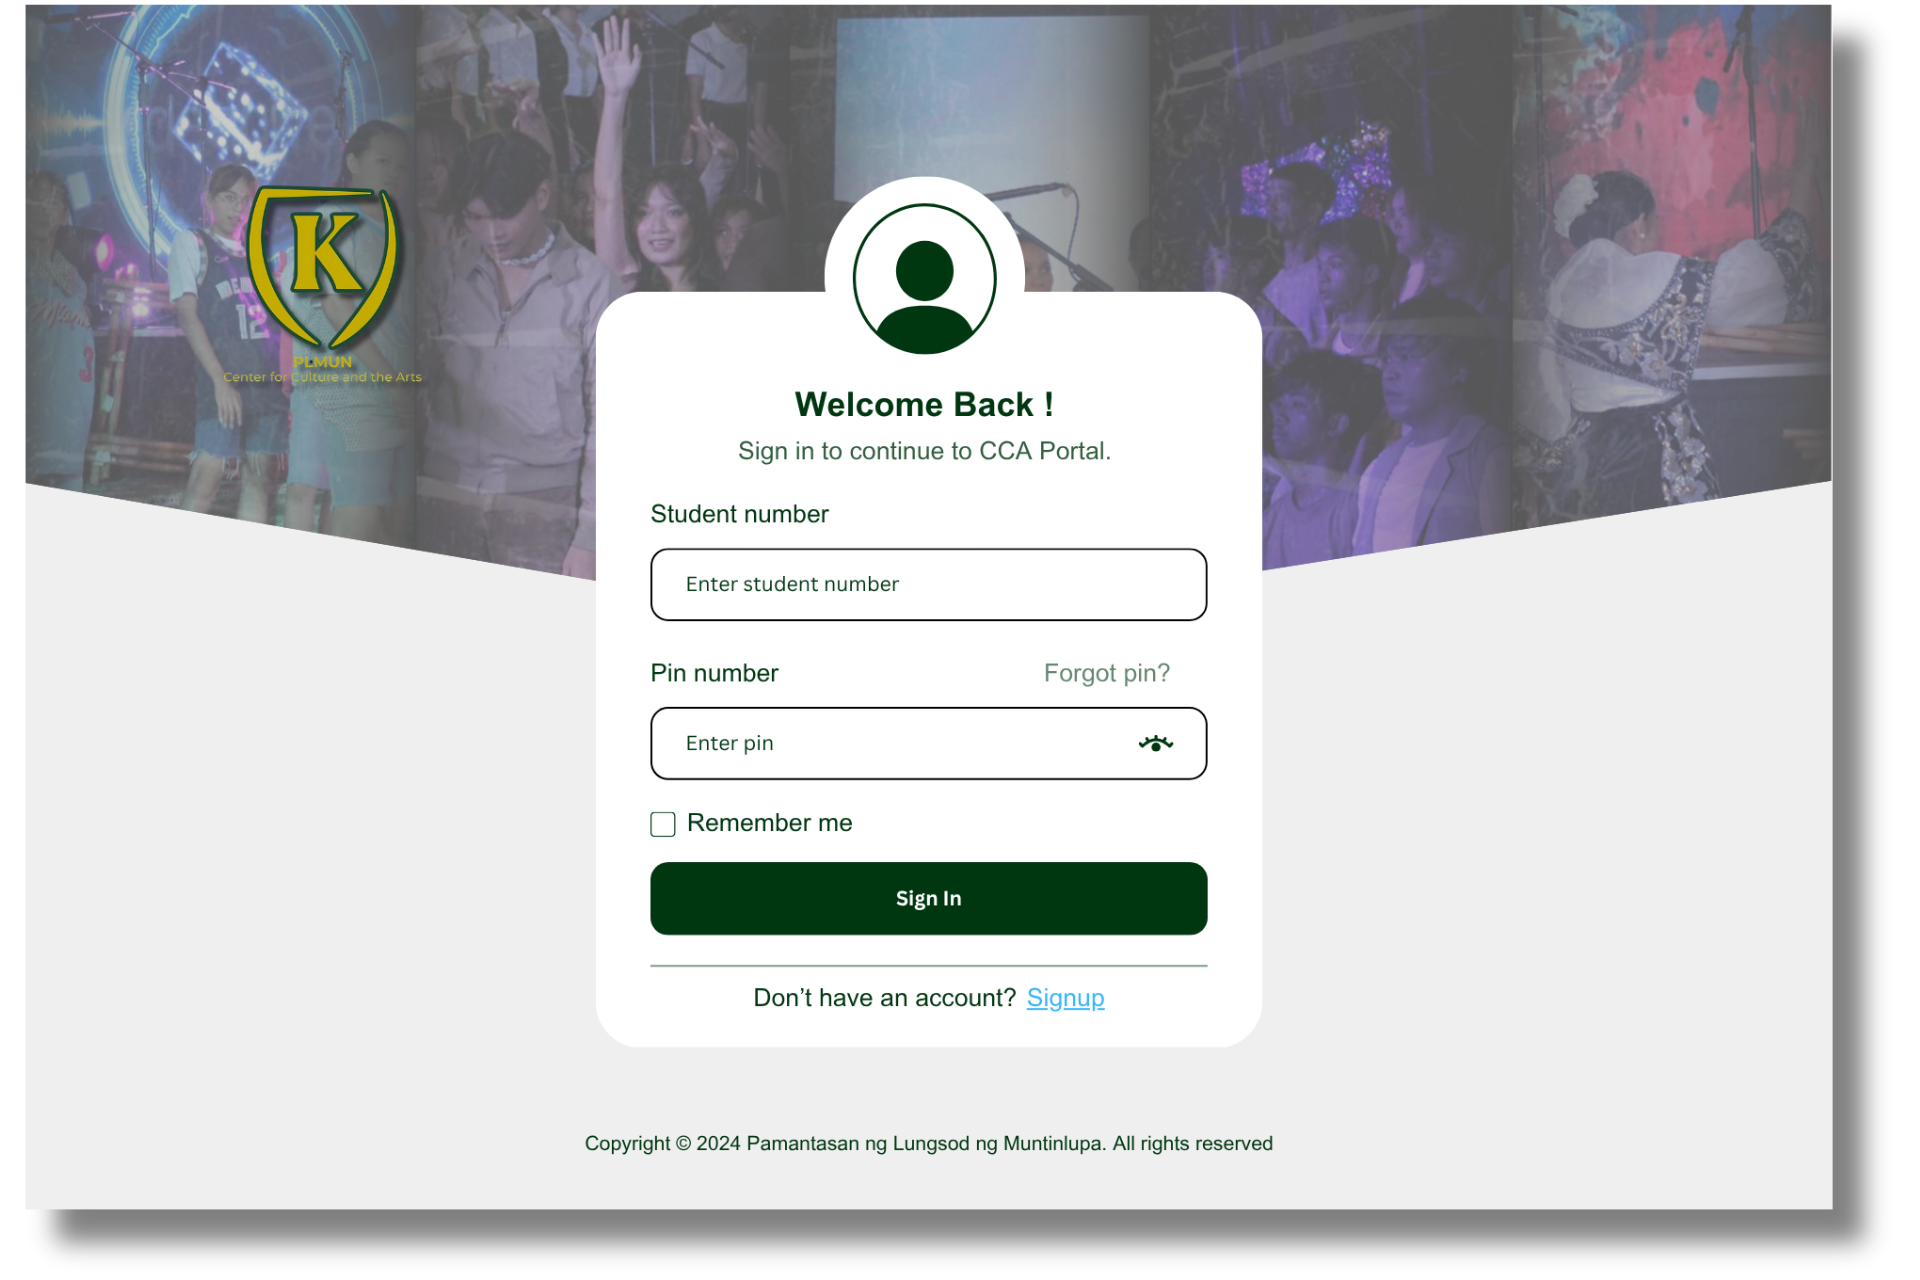 K
PLMUN
Center for Culture and the Arts
12
Welcome Back !
Sign in to continue to CCA Portal.
Student number
Enter student number
Pin number Forgot pin?
Enter pin
Remember me
Sign In
Don’t have an account? Signup
Copyright © 2024 Pamantasan ng Lungsod ng Muntinlupa. All rights reserved